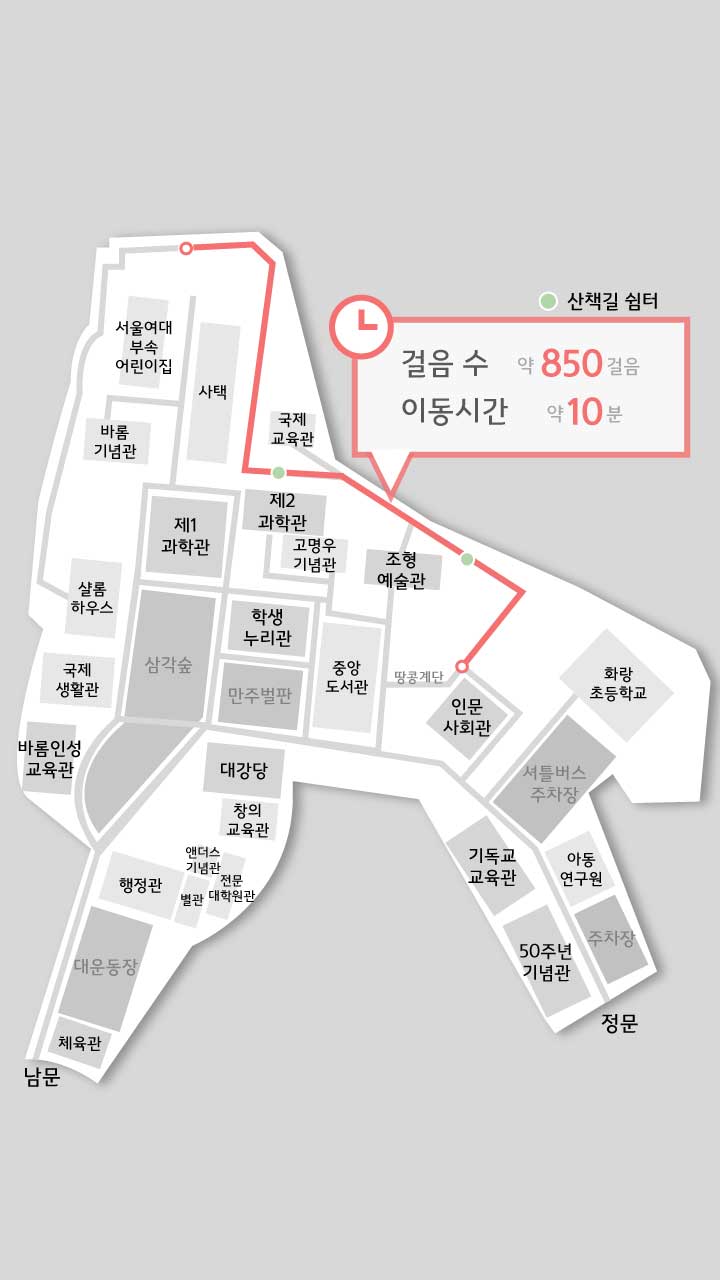 산책길 쉼터
걸음 수 약 850 걸음
이동시간 약 10 분
서울여대
부속
어린이집
사택
국제
교육관
바롬
기념관
제2
과학관
제1
과학관
고명우
기념관
조형
예술관
샬롬
하우스
학생
누리관
삼각숲
중앙
도서관
땅콩계단
국제
생활관
만주벌판
화랑
초등학교
인문
사회관
바롬인성
교육관
대강당
셔틀버스
주차장
창의
교육관
앤더스
기념관
행정관
별관
전문
대학원관
기독교
교육관
아동
연구원
50주년
기념관
주차장
대운동장
정문
체육관
남문